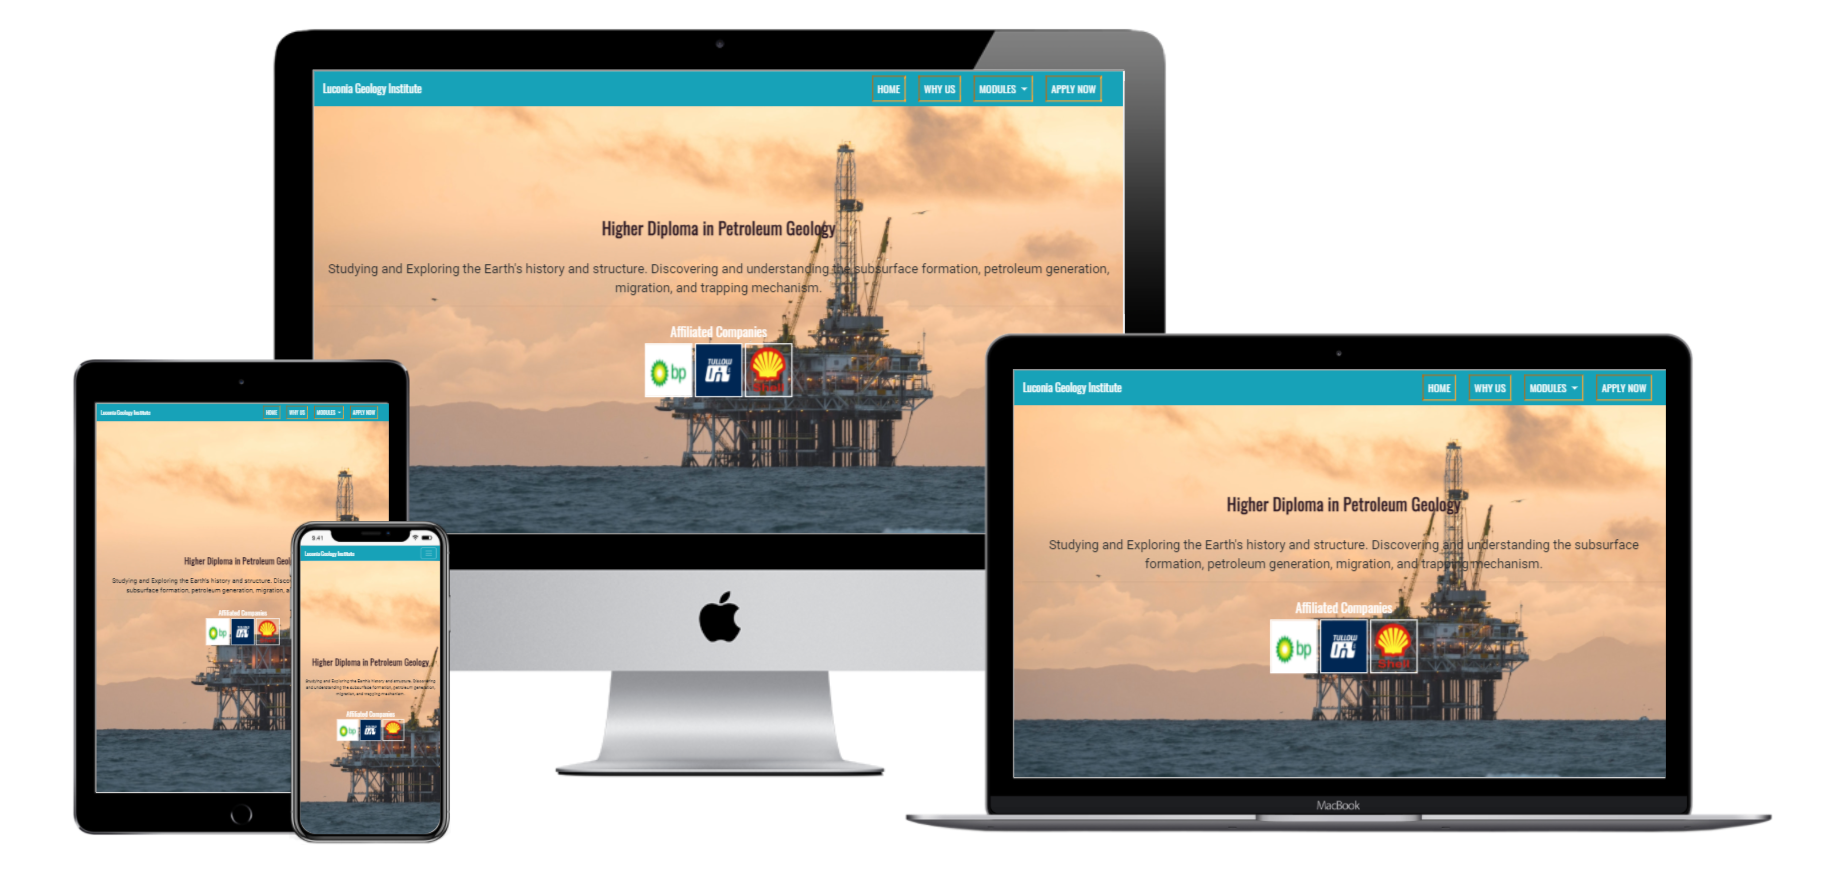 Luconia Geology Institute
HOME WHY US MODULES APPLY NOW
Higher Diploma in Petroleum Geology
Studying and Exploring the Earth's history and structure. Discovering and understanding the subsurface formation, petroleum generation,
migration, and trapping mechanism.
Affiliated Companies
bp
TULLOW
OIL
Shell
Luconia Geology Institute
HOME WHY US MODULES APPLY NOW
Higher Diploma in Petroleum Geology
Studying and Exploring the Earth's history and structure. Discovering and understanding the subsurface
formation, petroleum generation, migration, and trapping mechanism.
Affiliated Companies
bp
TULLOW
OIL
Shell
MacBook
Luconia Geology Institute
HOME WHY US MODULES APPLY NOW
Higher Diploma in Petroleum Geol
Studying and Exploring the Earth's history and structure. Disco
subsurface formation, petroleum generation, migration, a
Affiliated Companies
bp
TULLOW
OIL
9:41
Luconia Geology Institute
Higher Diploma in Petroleum Geology
Studying and Exploring the Earth's history and structure. Discovering
and understanding the subsurface formation, petroleum generation,
migration, and trapping mechanism.
Affiliated Companies
bp
OIL